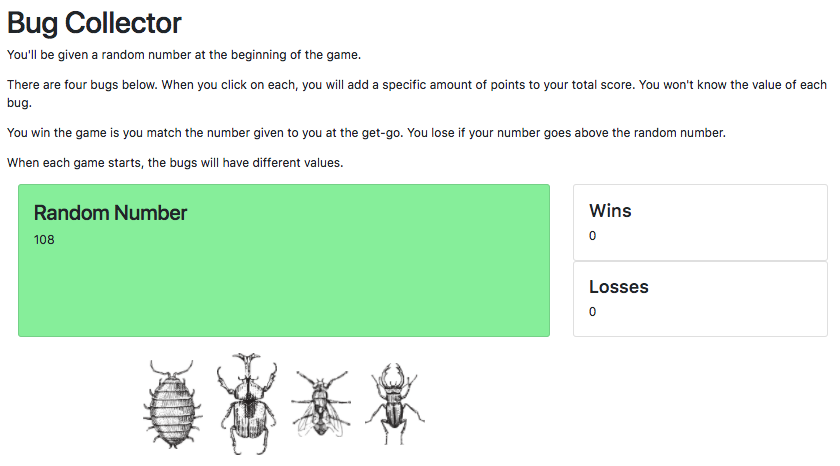 Bug Collector
You'll be given a random number at the beginning of the game.
There are four bugs below. When you click on each, you will add a specific amount of points to your total score. You won't know the value of each
bug.
You win the game is you match the number given to you at the get-go. You lose if your number goes above the random number.
When each game starts, the bugs will have different values.
Random Number
108
Wins
0
Losses
0